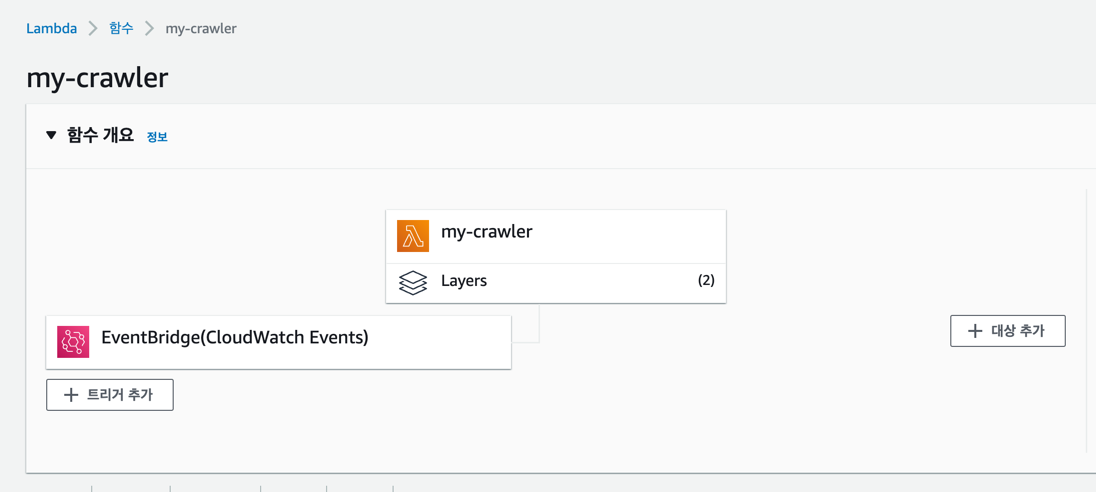 Lambda 함수 my-crawler
my-crawler
함수 개요 정보
my-crawler
Layers (2)
EventBridge(CloudWatch Events)
대상 추가
트리거 추가